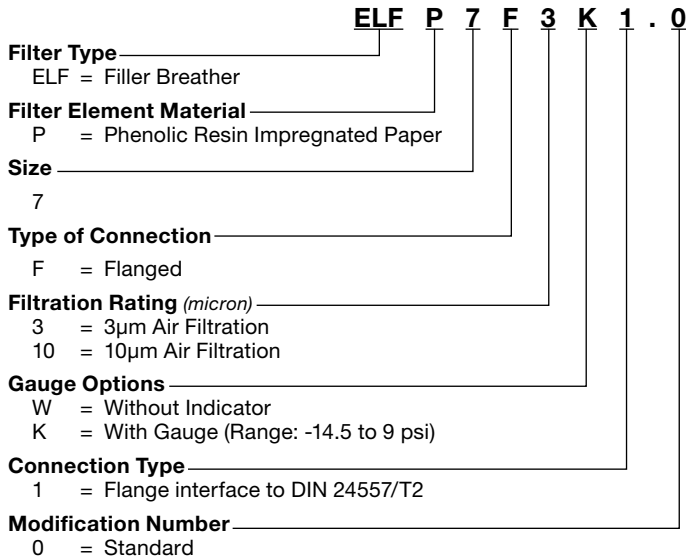 ELF P 7 F 3 K 1 . 0
Filter Type
ELF = Filler Breather
Filter Element Material
P = Phenolic Resin Impregnated Paper
Size
7
Type of Connection
F = Flanged
Filtration Rating (micron)
3 = 3µm Air Filtration
10 = 10µm Air Filtration
Gauge Options
W = Without Indicator
K = With Gauge (Range: -14.5 to 9 psi)
Connection Type
1 = Flange interface to DIN 24557/T2
Modification Number
0 = Standard